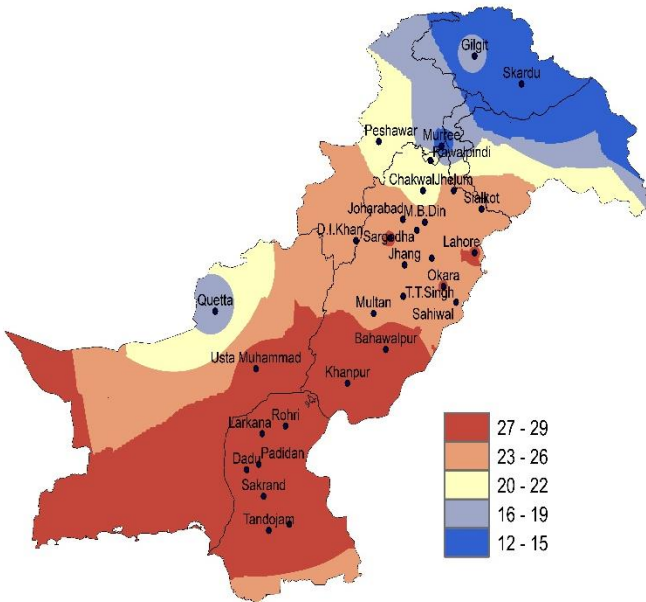 Gilgit
Skardu
Peshawar
Murree
Rawalpindi
Chakwal
Jhelum
Sialkot
Joharabad
M.B.Din
D.I.Khan
Sargodha
Lahore
Jhang
Okara
T.T.Singh
Multan
Sahiwal
Quetta
Bahawalpur
Usta Muhammad
Khanpur
Rohri
Larkana
Padidan
Dadu
Sakrand
Tandojam
27 - 29
23 - 26
20 - 22
16 - 19
12 - 15